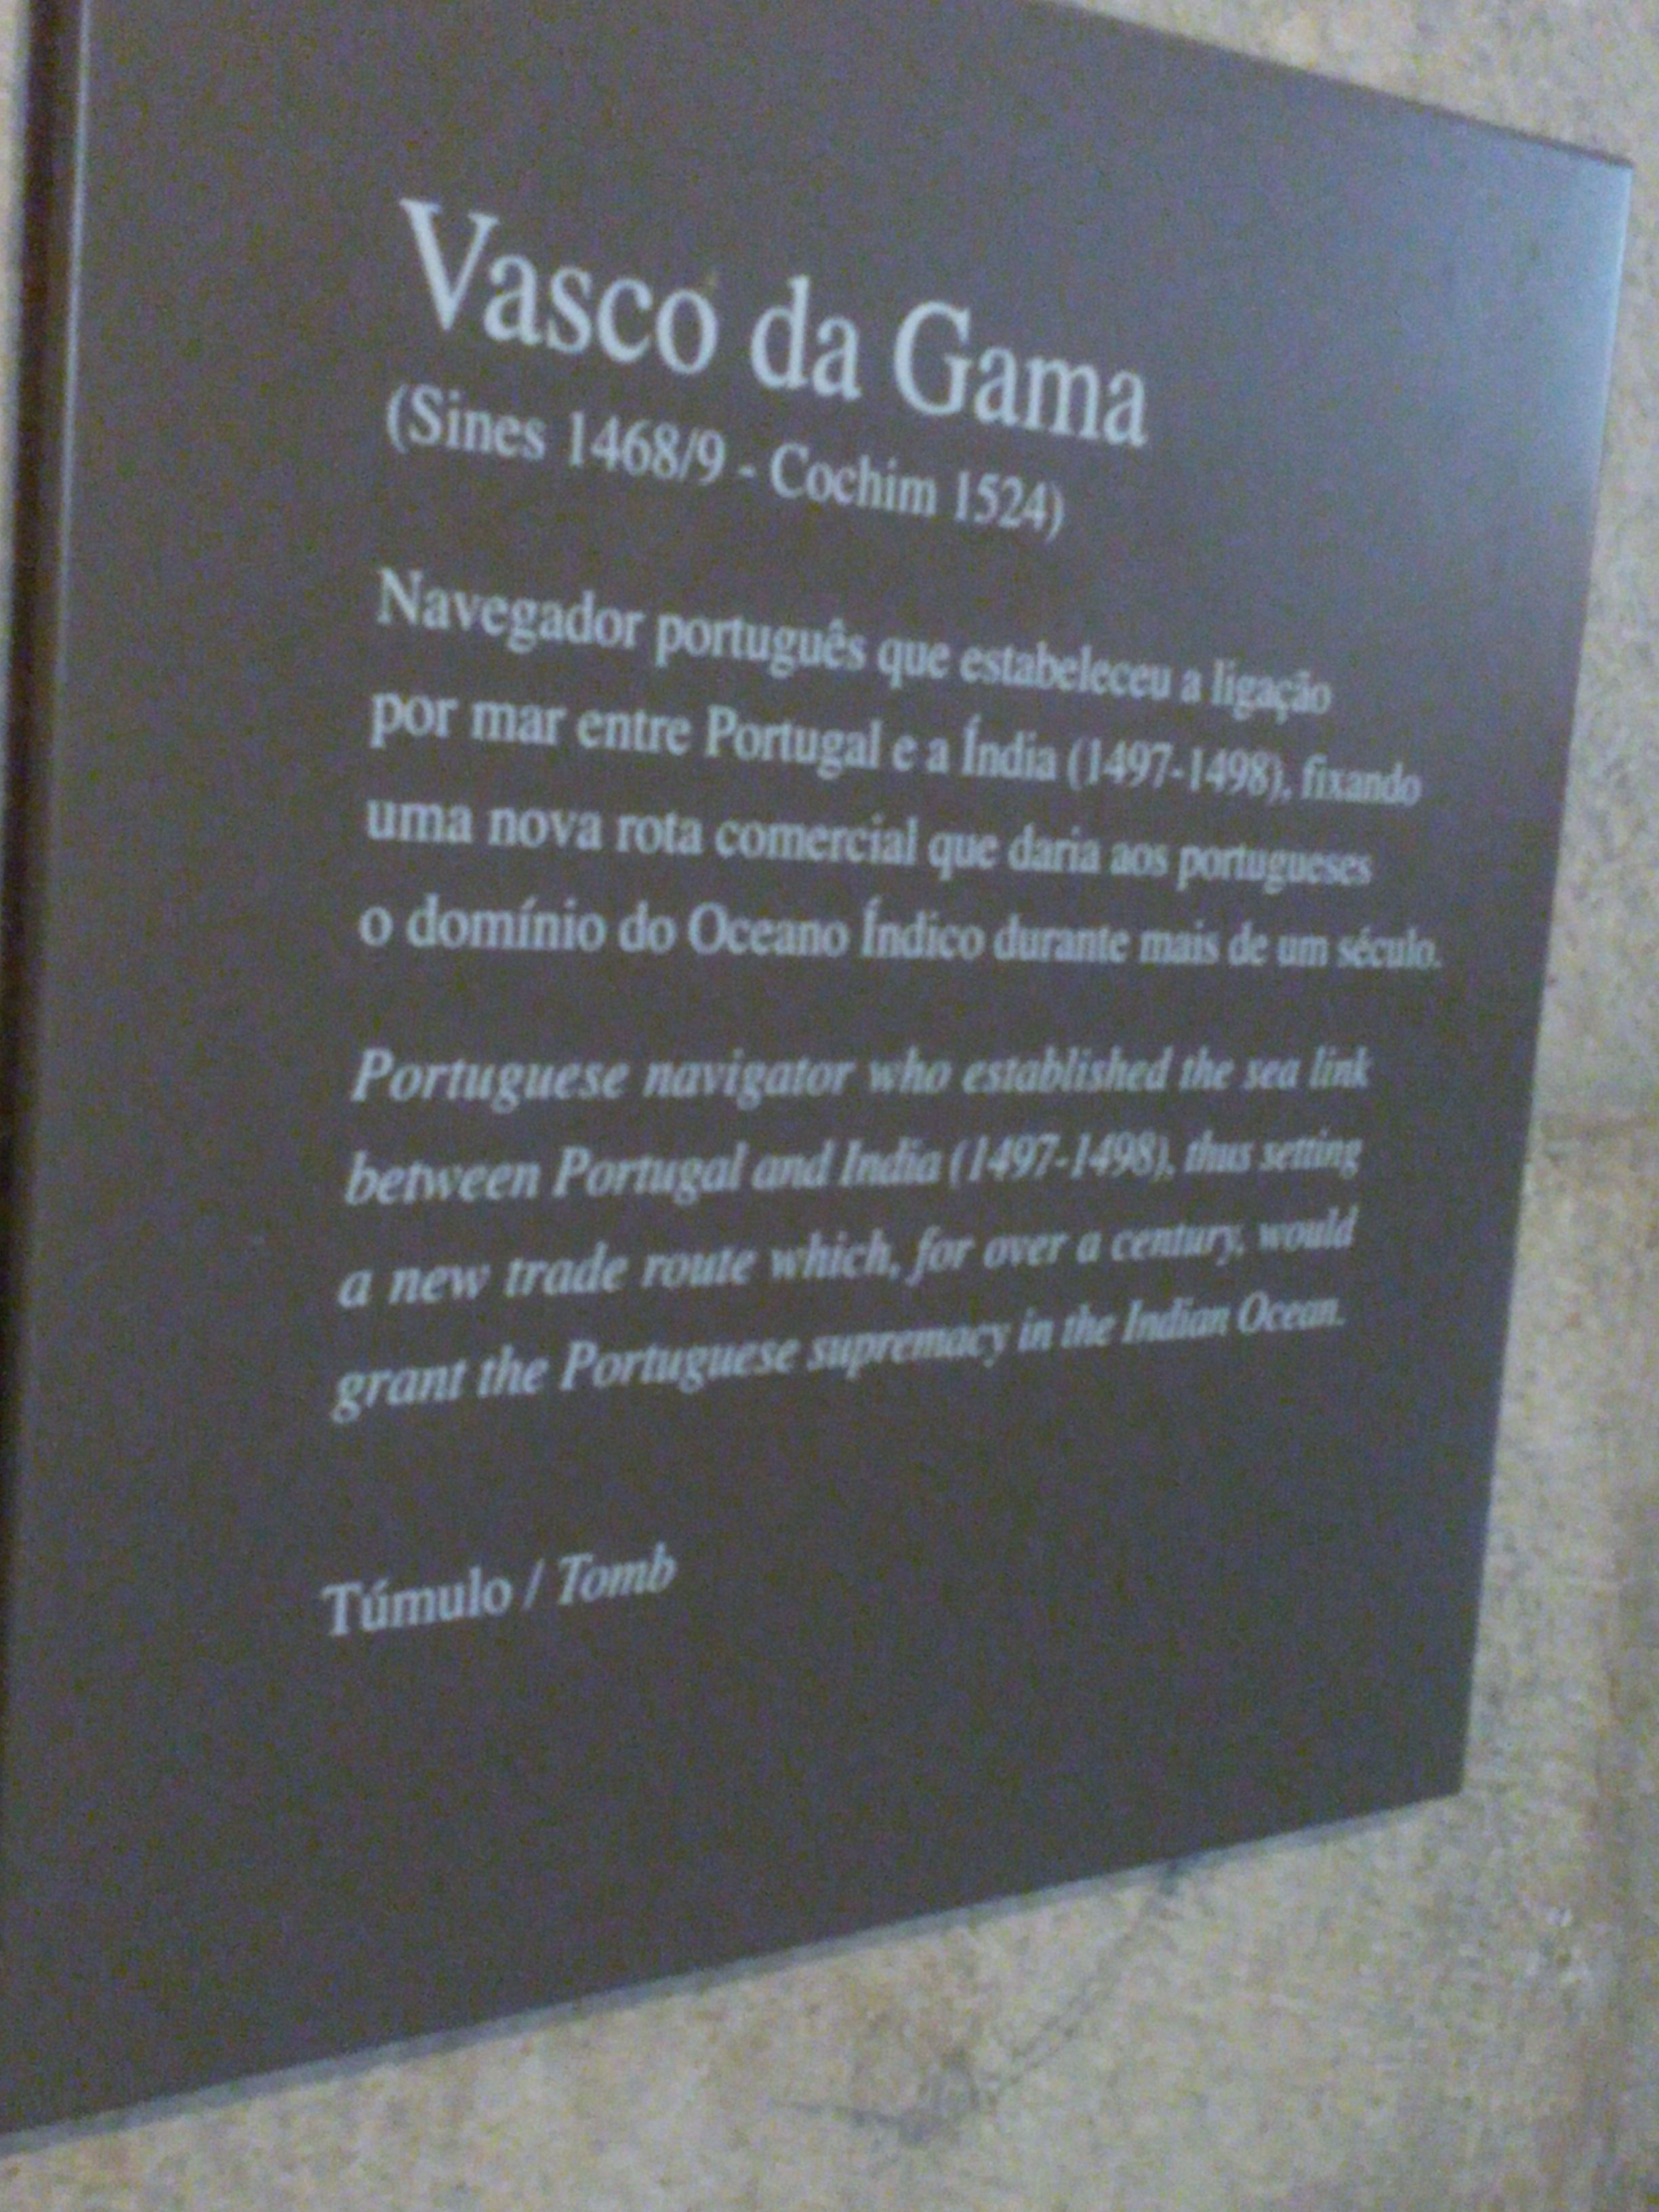 Vasco da Gama
(Sines 1468/9 - Cochim 1524)
Navegador português que estabeleceu a ligação
por mar entre Portugal e a Índia (1497-1498), fixando
uma nova rota comercial que daria aos portugueses
o domínio do Oceano Índico durante mais de um século.
Portuguese navigator who established the sea link
between Portugal and India (1497-1498), thus setting
a new trade route which, for over a century, would
grant the Portuguese supremacy in the Indian Ocean.
Túmulo / Tomb